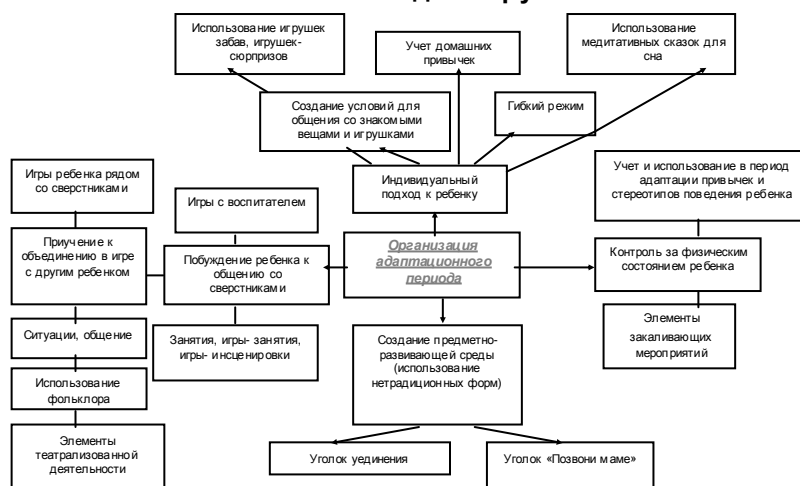 Использование игрушек
забав, игрушек-
сюрпризов
Учет домашних
привычек
Использование
медитативных сказок для
сна
Создание условий для
общения со знакомыми
вещами и игрушками
Гибкий режим
Игры ребенка рядом
со сверстниками
Игры с воспитателем
Индивидуальный
подход к ребенку
Учет и использование в период
адаптации привычек и
стереотипов поведения ребенка
Приучение к
объединению в игре
с другим ребенком
Побуждение ребенка к
общению со
сверстниками
Организация
адаптационного
периода
Контроль за физическим
состоянием ребенка
Ситуации, общение
Занятия, игры- занятия,
игры- инсценировки
Создание предметно-
развивающей среды
(использование
нетрадиционных форм)
Элементы
закаливающих
мероприятий
Использование
фольклора
Элементы
театрализованной
деятельности
Уголок уединения
Уголок «Позвони маме»